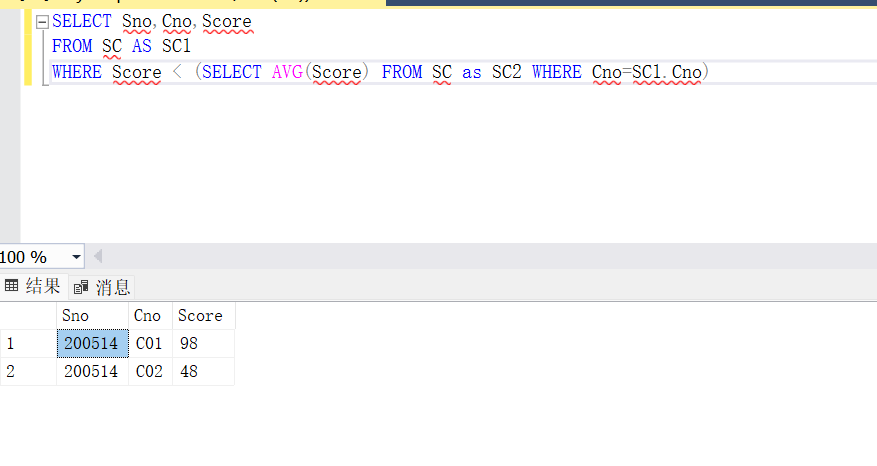 SELECT Sno,Cno,Score
FROM SC AS SC1
WHERE Score < (SELECT AVG(Score) FROM SC as SC2 WHERE Cno=SC1.Cno)
100 %
结果 消息
Sno Cno Score
1 200514 C01 98
2 200514 C02 48